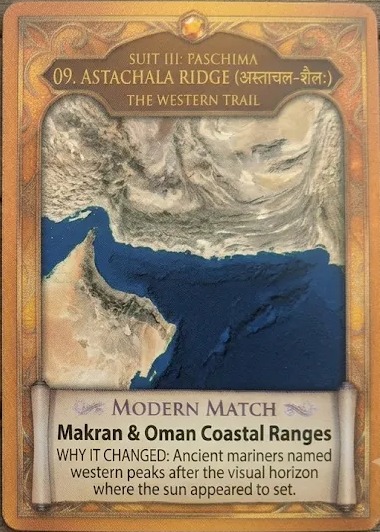 SUIT III: PASCHIMA
09. ASTACHALA RIDGE (अस्ताचल-शैल:)
THE WESTERN TRAIL
MODERN MATCH
Makran & Oman Coastal Ranges
WHY IT CHANGED: Ancient mariners named
western peaks after the visual horizon
where the sun appeared to set.